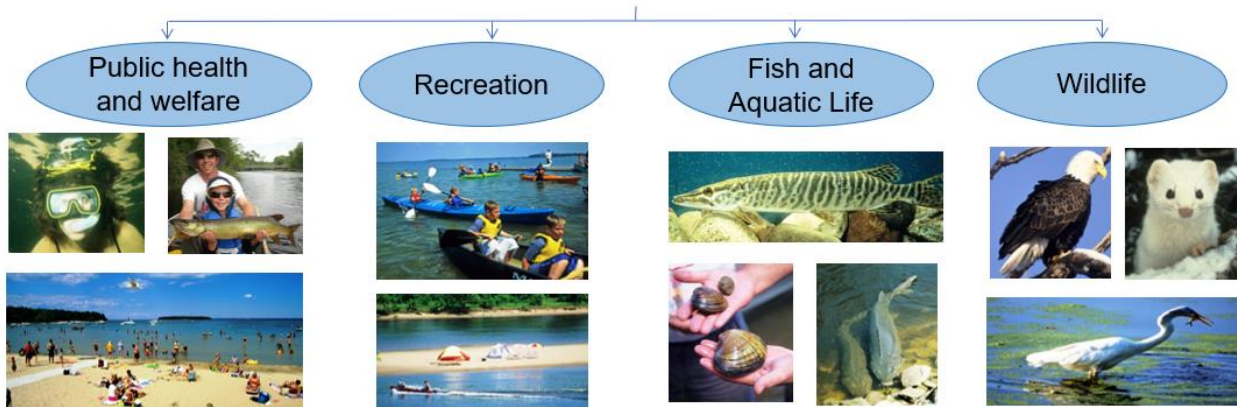 Public health
and welfare
Recreation
Fish and
Aquatic Life
Wildlife